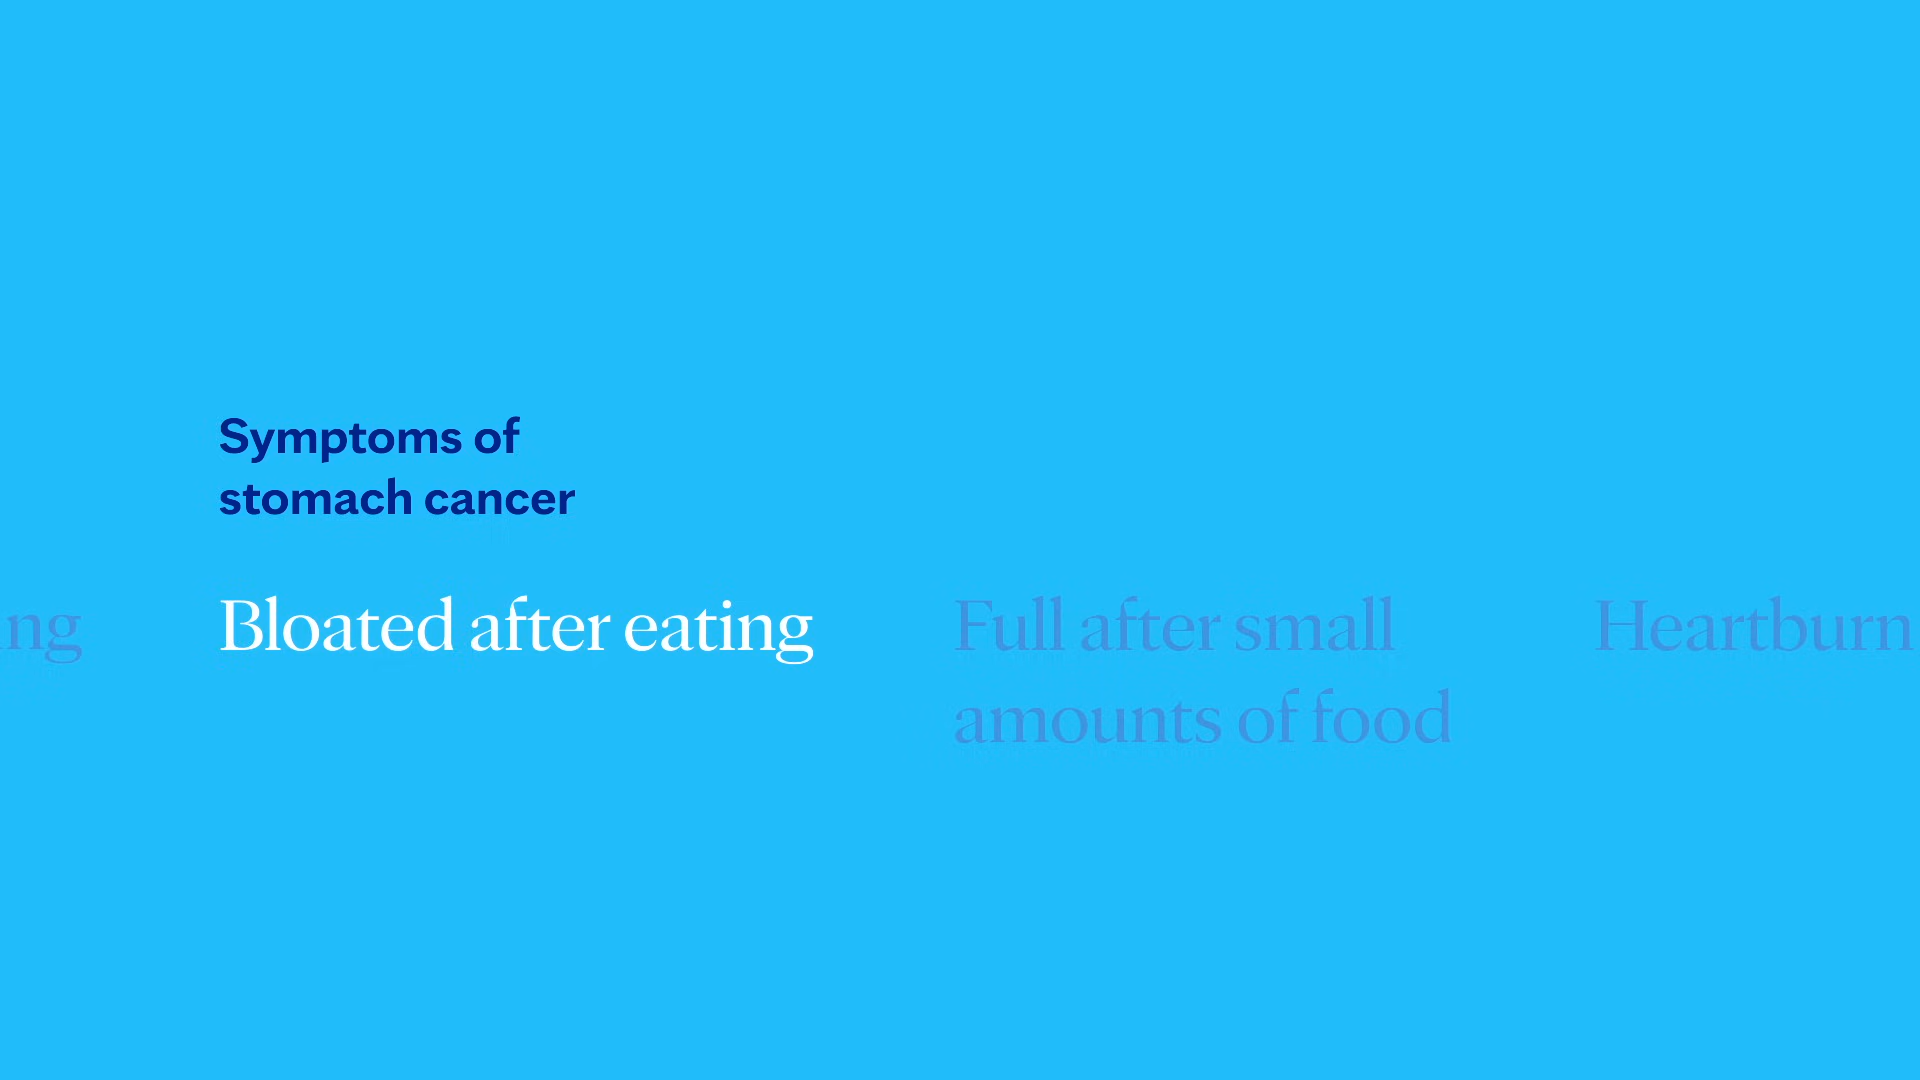 Symptoms of
stomach cancer
Bloated after eating
Full after small
amounts of food
Heartburn